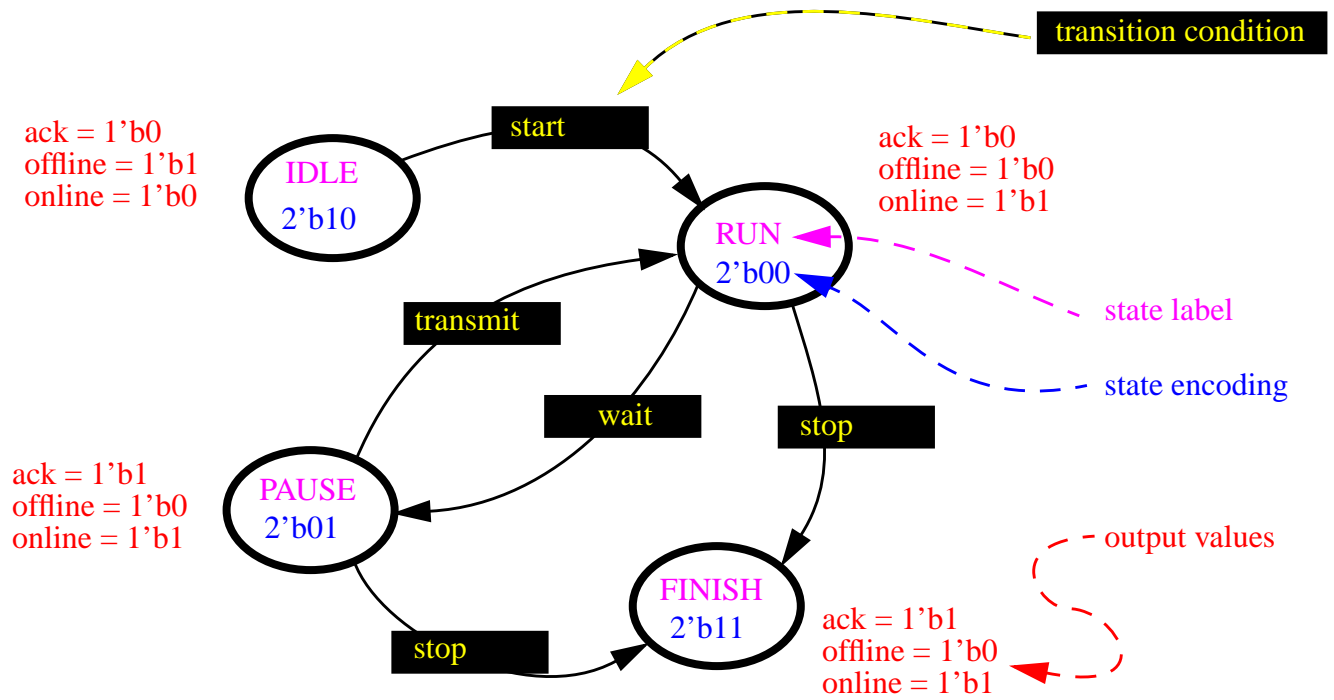 transition condition
start
ack = 1’b0
offline = 1’b1
online = 1’b0
IDLE
2’b10
ack = 1’b0
offline = 1’b0
online = 1’b1
RUN
2’b00
transmit
state label
state encoding
wait
stop
ack = 1’b1
offline = 1’b0
online = 1’b1
PAUSE
2’b01
output values
FINISH
2’b11
ack = 1’b1
offline = 1’b0
online = 1’b1
stop